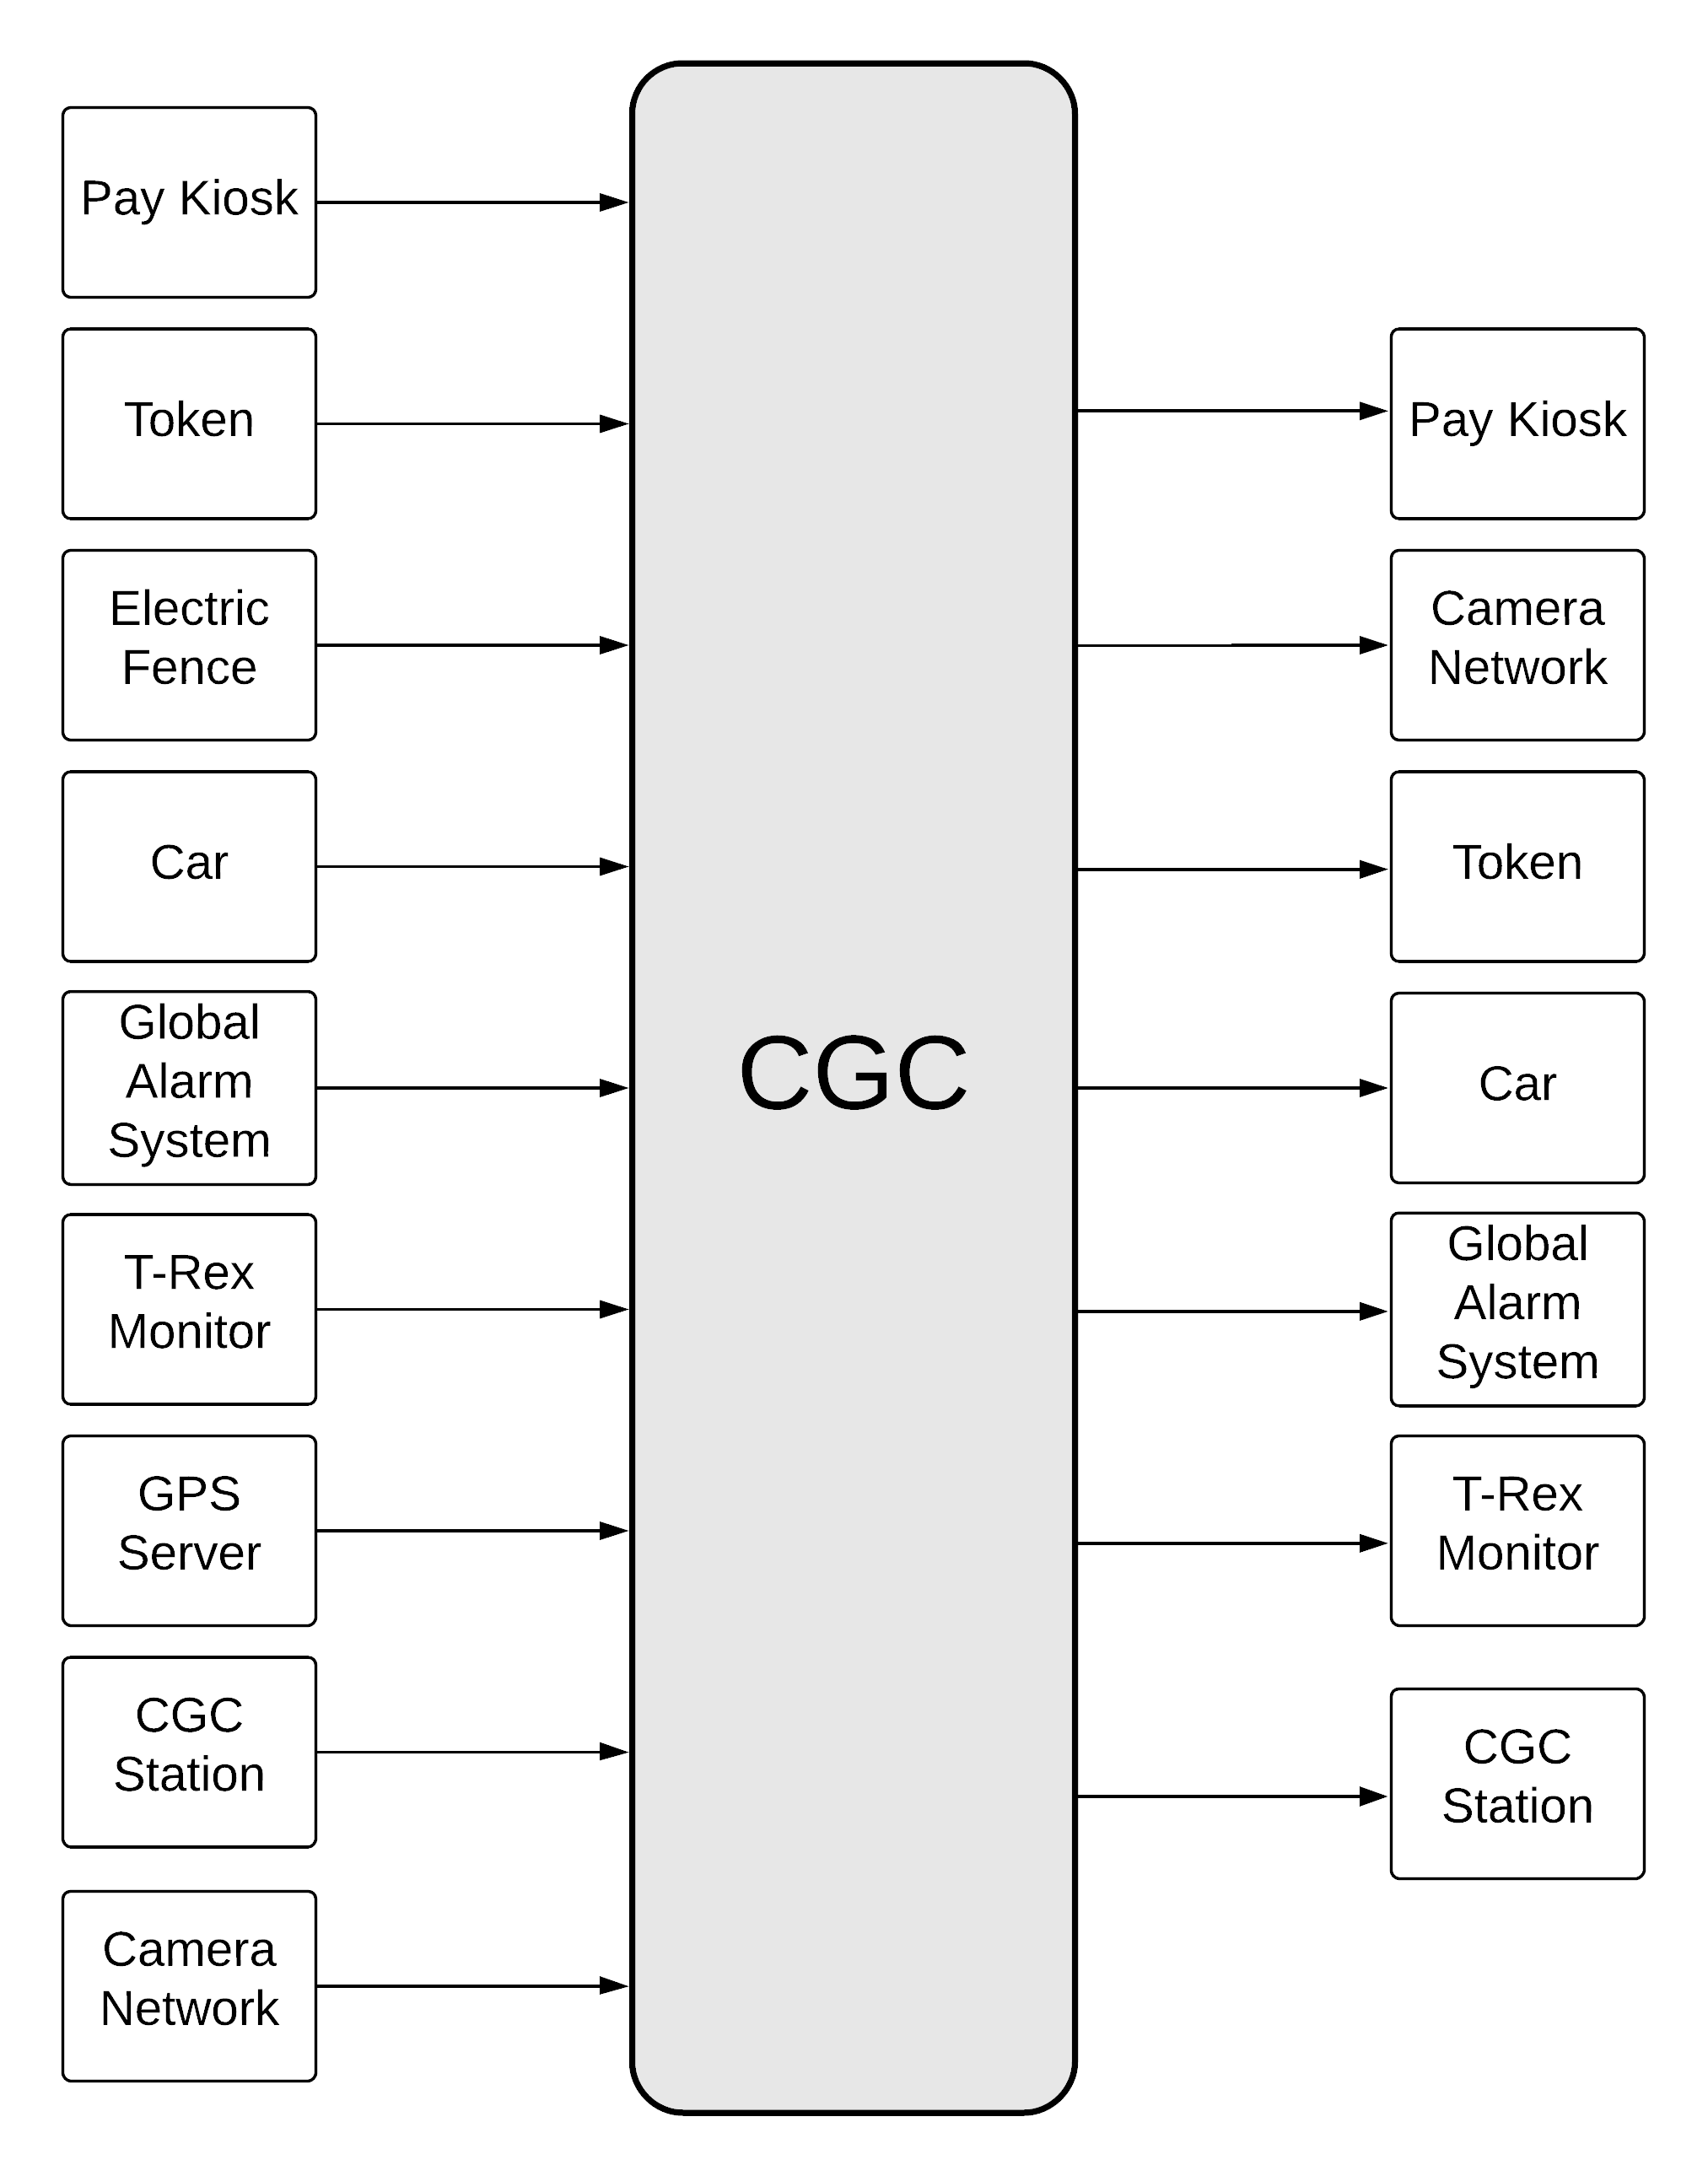 Pay Kiosk
Token
Electric
Fence
Car
Global
Alarm
System
T-Rex
Monitor
GPS
Server
CGC
Station
Camera
Network
CGC
Pay Kiosk
Camera
Network
Token
Car
Global
Alarm
System
T-Rex
Monitor
CGC
Station